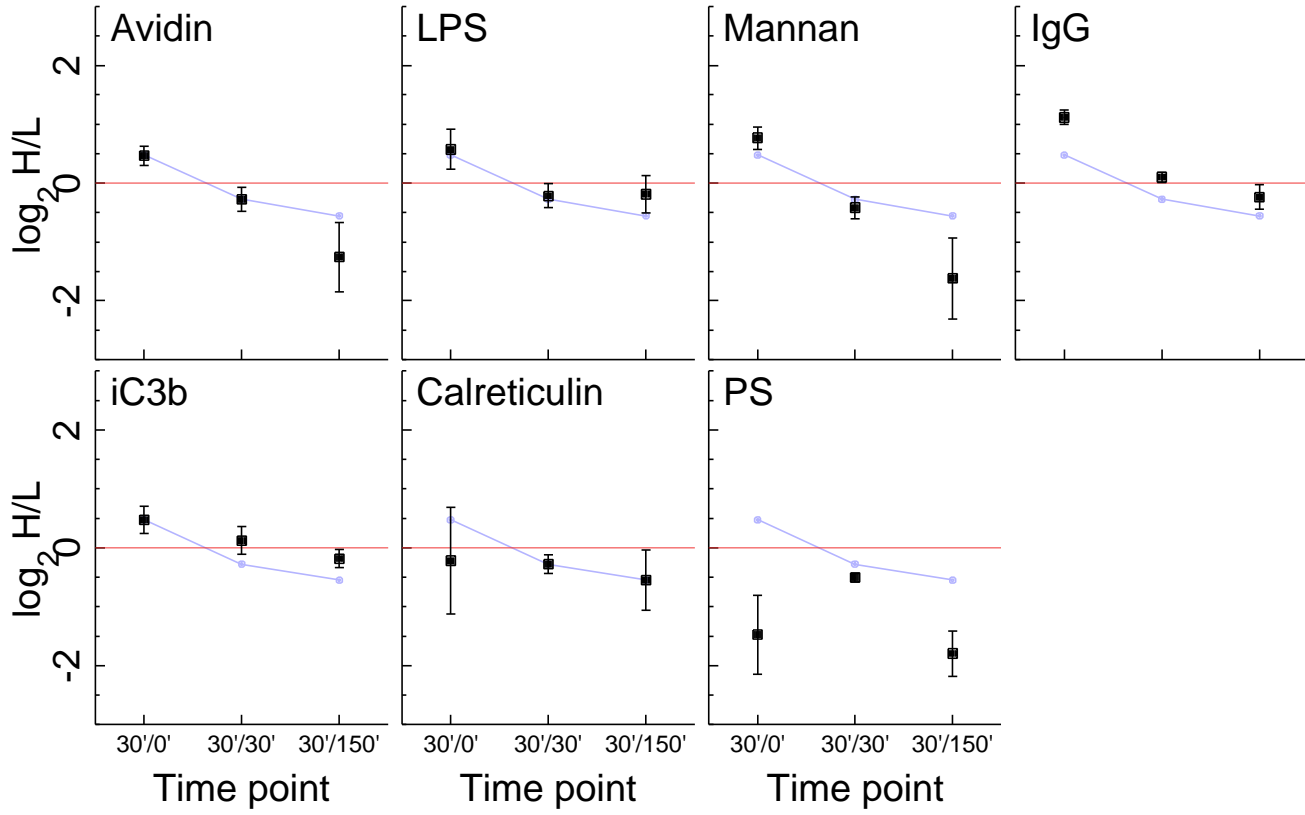 Avidin LPS Mannan IgG
2
0
-2
log2 H/L
iC3b Calreticulin PS
2
0
-2
log2 H/L
30'/0' 30'/30' 30'/150' 30'/0' 30'/30' 30'/150' 30'/0' 30'/30' 30'/150'
Time point Time point Time point